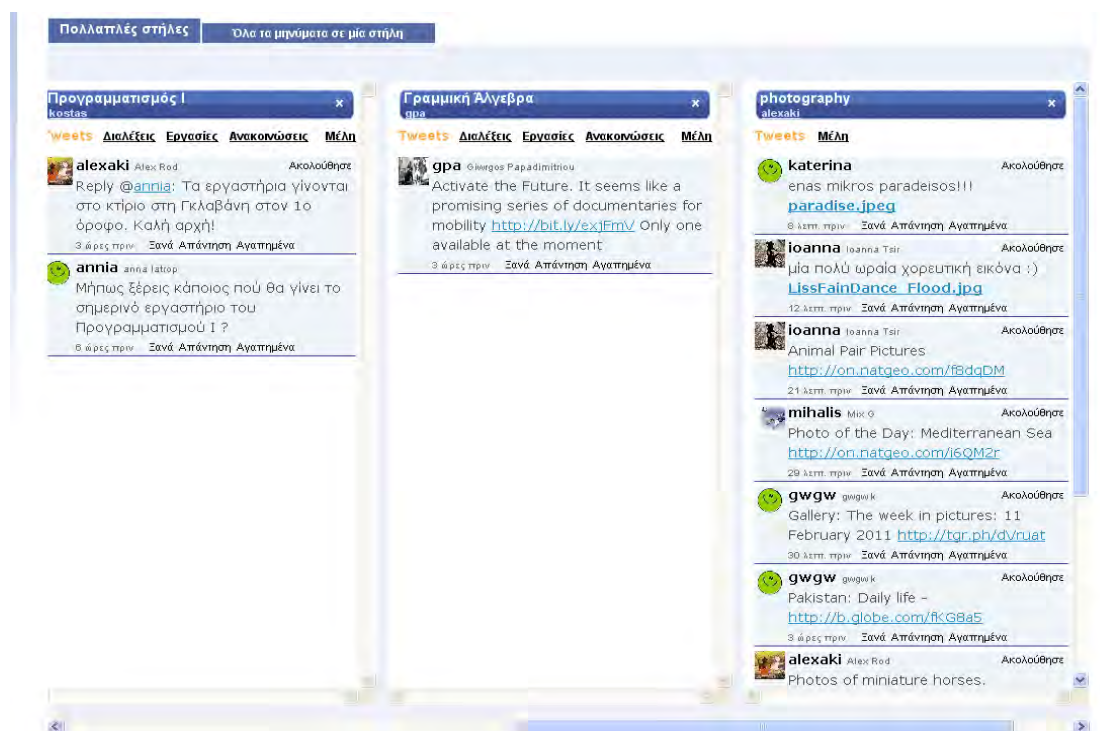 Πολλαπλές στήλες
Όλα τα μηνύματα σε μία στήλη
Προγραμματισμός Ι
kostas
x
Tweets Διαλέξεις Εργασίες Ανακοινώσεις Μέλη
alexaki Alex Rod Ακολούθησε
Reply @annia: Τα εργαστήρια γίνονται
στο κτίριο στη Γκλαβάνη στον 1ο
όροφο. Καλή αρχή!
3 ώρες πριν Ξανά Απάντηση Αγαπημένα
annia anna Iatrop
Μήπως ξέρεις κάποιος πού θα γίνει το
σημερινό εργαστήριο του
Προγραμματισμού Ι ?
6 ώρες πριν Ξανά Απάντηση Αγαπημένα
Γραμμική Άλγεβρα
gpa
x
Tweets Διαλέξεις Εργασίες Ανακοινώσεις Μέλη
gpa Giwrgos Papadimitriou
Activate the Future. It seems like a
promising series of documentaries for
mobility http://bit.ly/exjFmV Only one
available at the moment
3 ώρες πριν Ξανά Απάντηση Αγαπημένα
photography
alexaki
x
Tweets Μέλη
katerina
Ακολούθησε
enas mikros paradeisos!!!
paradise.jpeg
8 λεπ. πριν Ξανά Απάντηση Αγαπημένα
ioanna Ioanna Tsir Ακολούθησε
μία πολύ ωραία χορευτική εικόνα :)
LissFainDance_Flood.jpg
12 λεπ. πριν Ξανά Απάντηση Αγαπημένα
ioanna Ioanna Tsir Ακολούθησε
Animal Pair Pictures
http://on.natgeo.com/f8dqDM
21 λεπ. πριν Ξανά Απάντηση Αγαπημένα
mihalis Mix G Ακολούθησε
Photo of the Day: Mediterranean Sea
http://on.natgeo.com/i6QM2r
29 λεπ. πριν Ξανά Απάντηση Αγαπημένα
gwgw gwgw k Ακολούθησε
Gallery: The week in pictures: 11
February 2011 http://tgr.ph/dVruat
30 λεπ. πριν Ξανά Απάντηση Αγαπημένα
gwgw gwgw k Ακολούθησε
Pakistan: Daily life -
http://b.globe.com/fKG8a5
3 ώρες πριν Ξανά Απάντηση Αγαπημένα
alexaki Alex Rod Ακολούθησε
Photos of miniature horses.